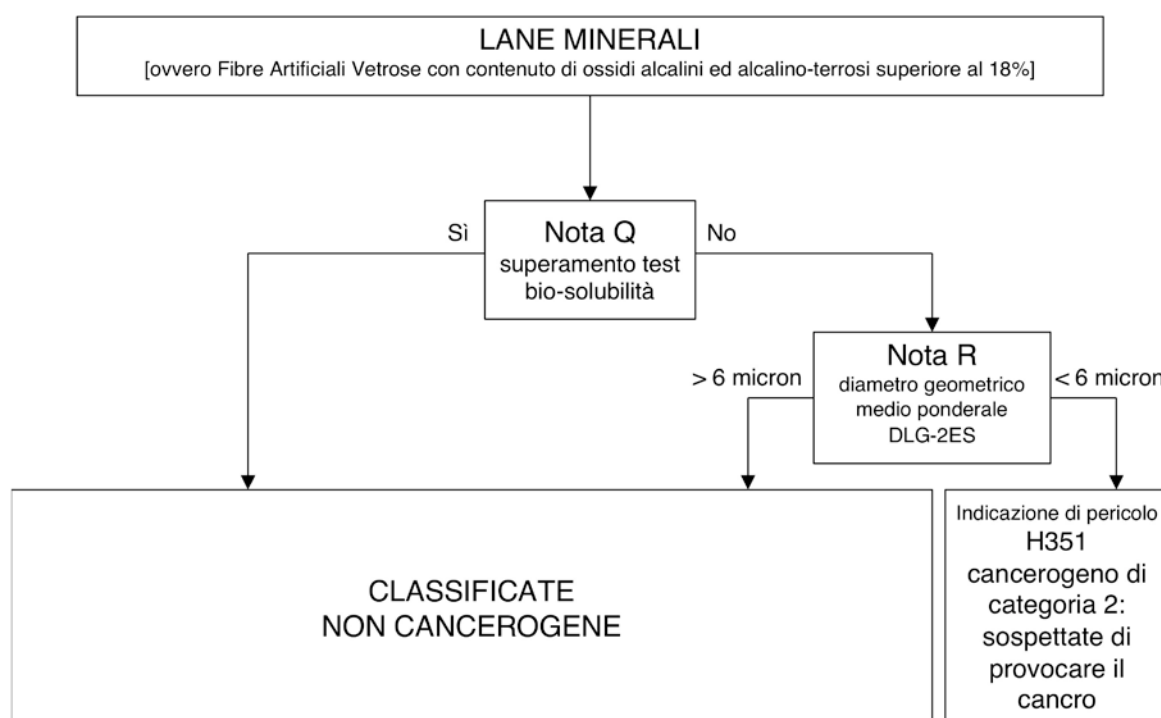 LANE MINERALI
[ovvero Fibre Artificiali Vetrose con contenuto di ossidi alcalini ed alcalino-terrosi superiore al 18%]
Sì
Nota Q
superamento test
bio-solubilità
No
> 6 micron
Nota R
diametro geometrico
medio ponderale
DLG-2ES
< 6 micron
CLASSIFICATE
NON CANCEROGENE
Indicazione di pericolo
H351
cancerogeno di
categoria 2:
sospettate di
provocare il
cancro